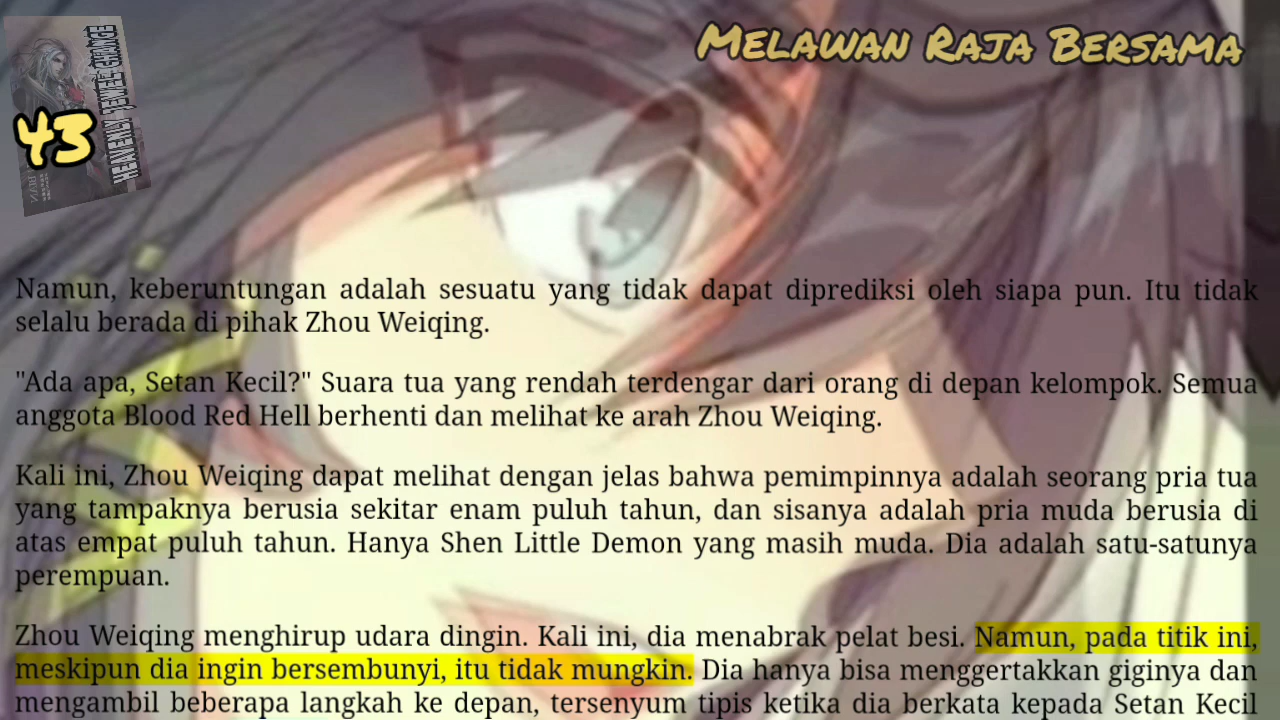 Melawan Raja Bersama
HEAVENLY JEWEL CHANGE
43
Namun, keberuntungan adalah sesuatu yang tidak dapat diprediksi oleh siapa pun. Itu tidak
selalu berada di pihak Zhou Weiqing.
"Ada apa, Setan Kecil?" Suara tua yang rendah terdengar dari orang di depan kelompok. Semua
anggota Blood Red Hell berhenti dan melihat ke arah Zhou Weiqing.
Kali ini, Zhou Weiqing dapat melihat dengan jelas bahwa pemimpinnya adalah seorang pria tua
yang tampaknya berusia sekitar enam puluh tahun, dan sisanya adalah pria muda berusia di
atas empat puluh tahun. Hanya Shen Little Demon yang masih muda. Dia adalah satu-satunya
perempuan.
Zhou Weiqing menghirup udara dingin. Kali ini, dia menabrak pelat besi. Namun, pada titik ini,
meskipun dia ingin bersembunyi, itu tidak mungkin. Dia hanya bisa menggertakkan giginya dan
mengambil beberapa langkah ke depan, tersenyum tipis ketika dia berkata kepada Setan Kecil